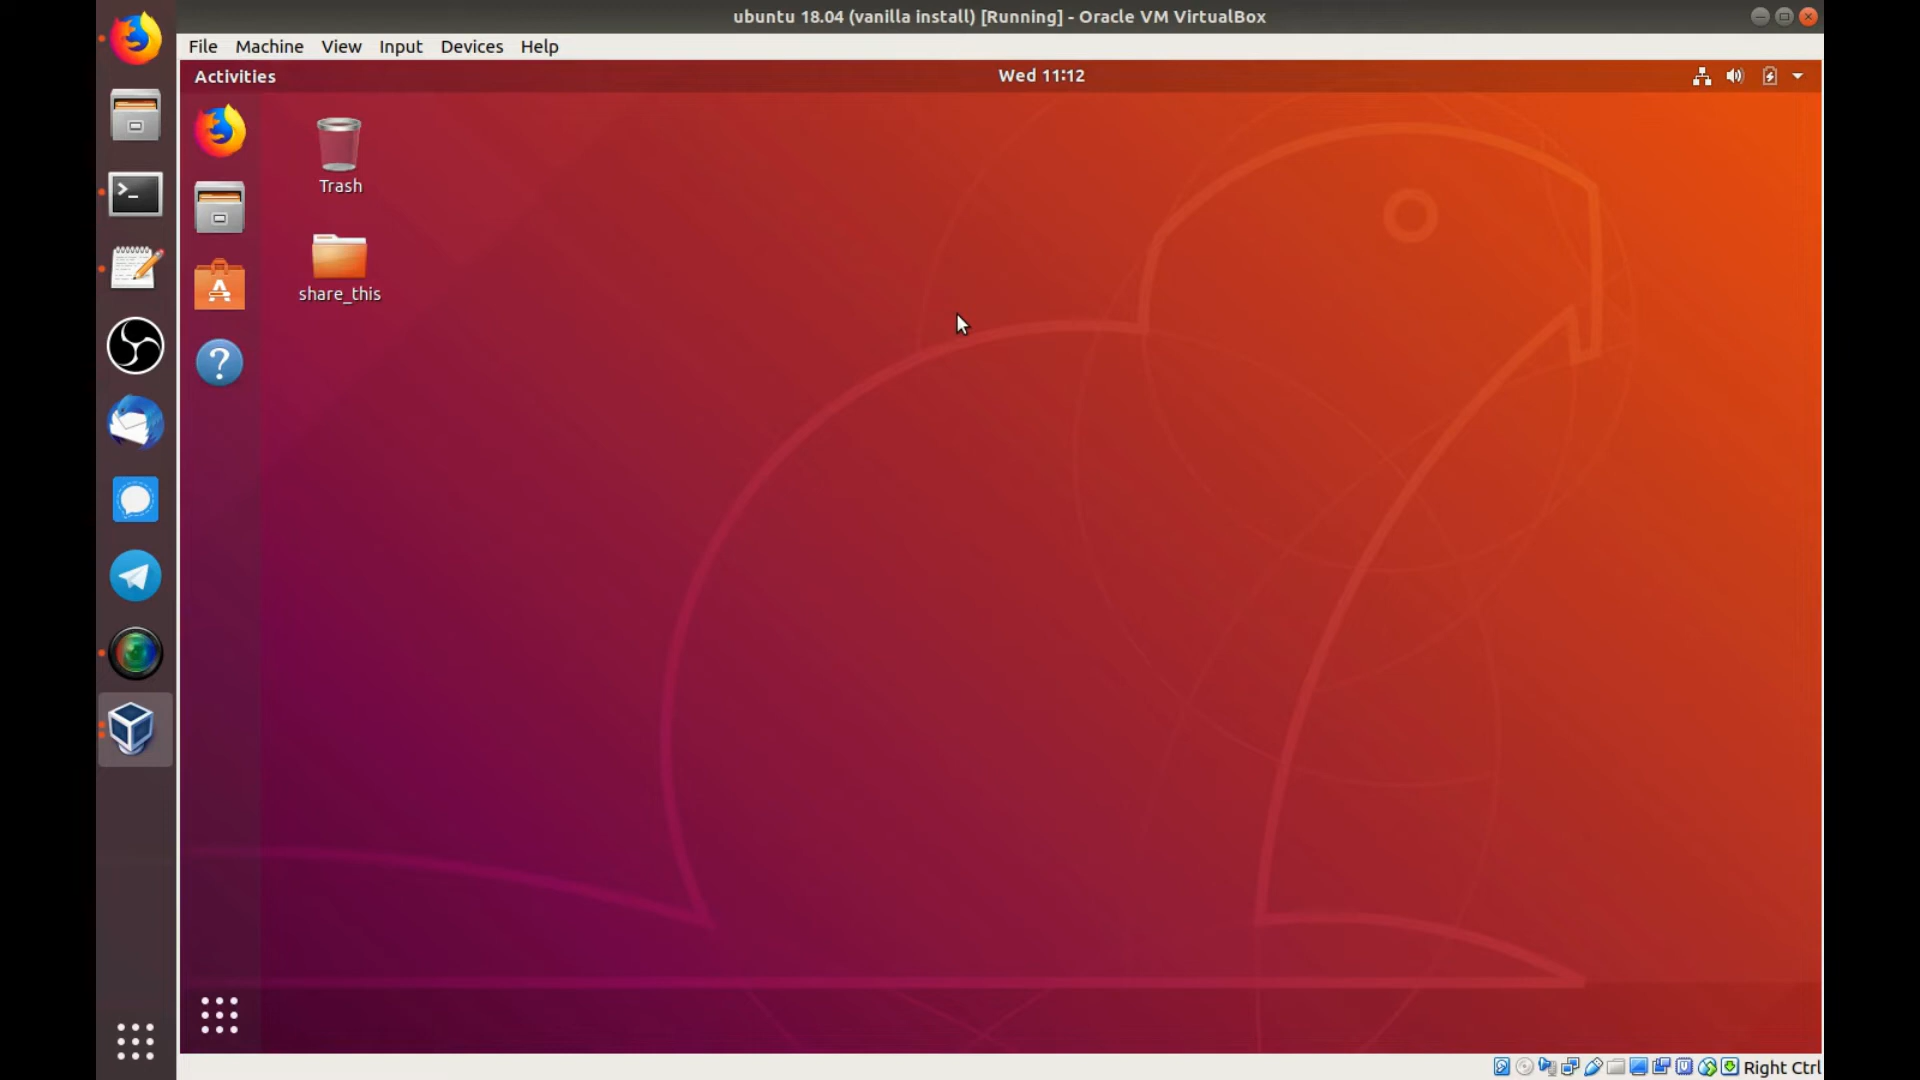 ubuntu 18.04 (vanilla install) [Running] - Oracle VM VirtualBox
File Machine View Input Devices Help
Activities
Wed 11:12
Trash
share_this
Right Ctrl